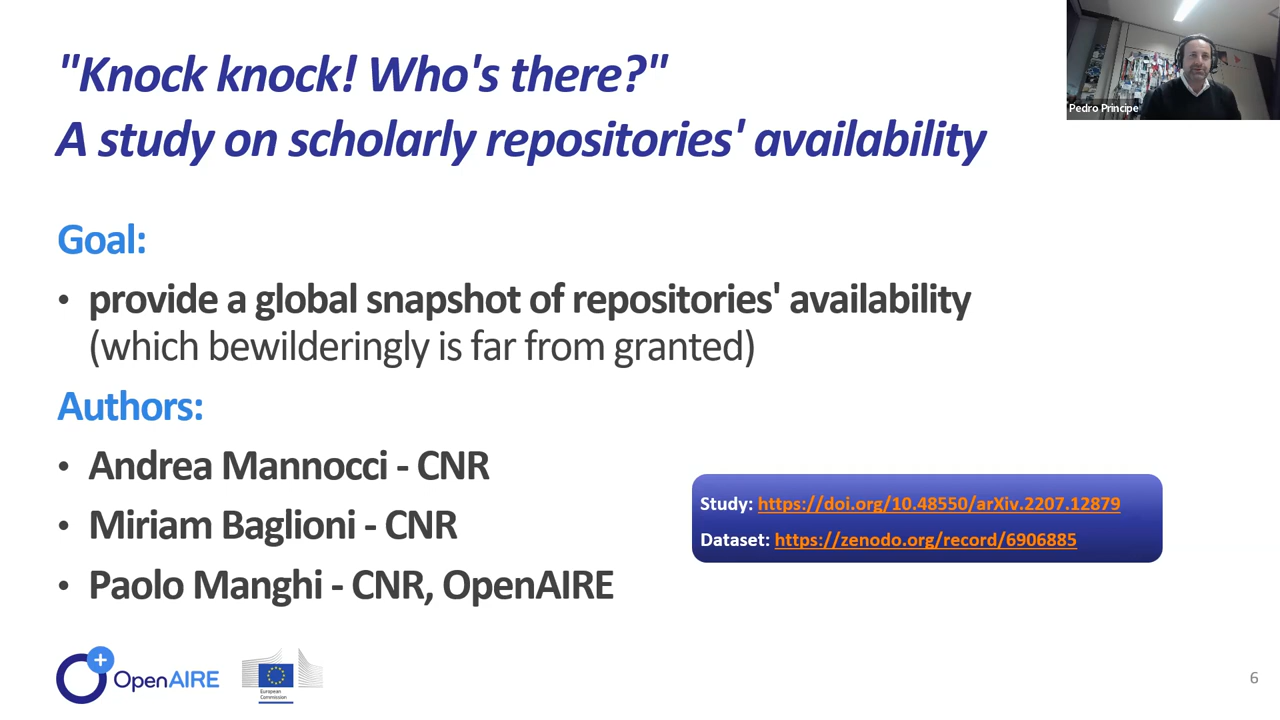 "Knock knock! Who's there?"
A study on scholarly repositories' availability
Pedro Principe
Goal:
• provide a global snapshot of repositories' availability
(which bewilderingly is far from granted)
Authors:
• Andrea Mannocci - CNR
• Miriam Baglioni - CNR
• Paolo Manghi - CNR, OpenAIRE
Study: https://doi.org/10.48550/arXiv.2207.12879
Dataset: https://zenodo.org/record/6906885
OpenAIRE
European
Commission
6